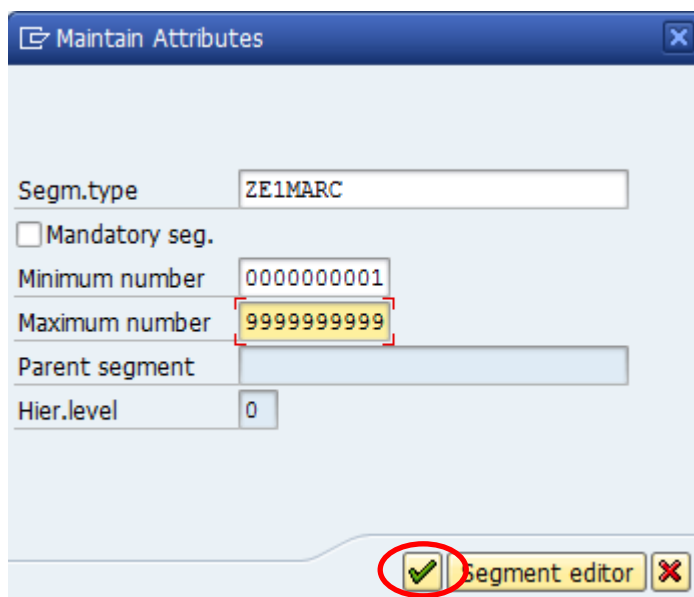 Maintain Attributes
Segm.type ZE1MARC
Mandatory seg.
Minimum number 0000000001
Maximum number 9999999999
Parent segment
Hier.level 0
Segment editor